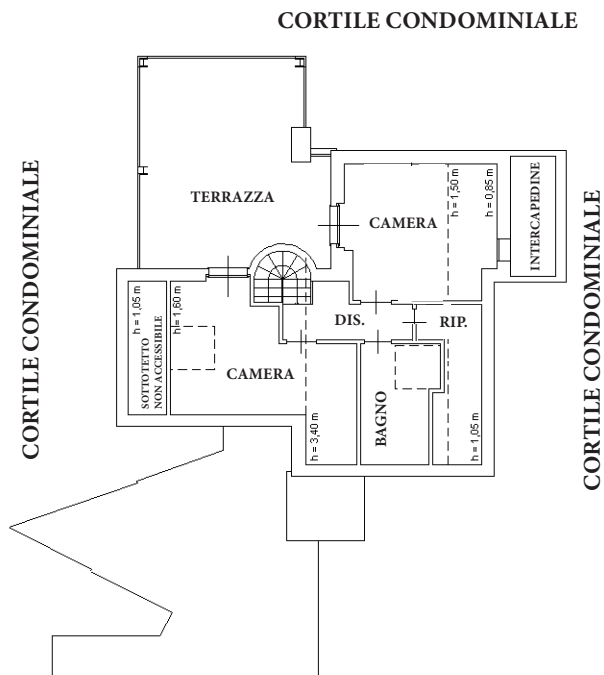 CORTILE CONDOMINIALE
CORTILE CONDOMINIALE
TERRAZZA
CAMERA
h = 1,50 m
h = 0,85 m
INTERCAPEDINE
CORTILE CONDOMINIALE
h = 1,05 m
SOTTOTETTO
NON ACCESSIBILE
h = 1,60 m
CAMERA
DIS.
RIP.
BAGNO
h = 3,40 m
h = 1,05 m